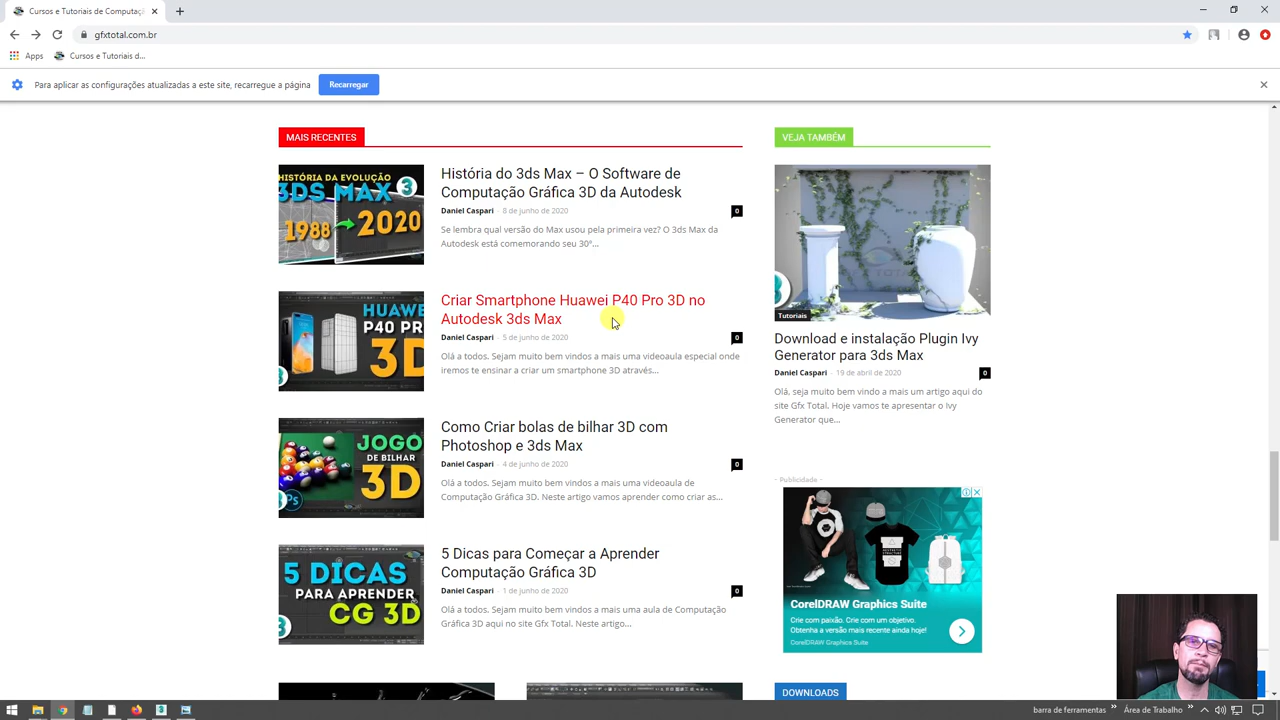 Cursos e Tutoriais de Computaçã
gfxtotal.com.br
Apps
Cursos e Tutoriais d...
Para aplicar as configurações atualizadas a este site, recarregue a página
Recarregar
MAIS RECENTES
HISTÓRIA DA EVOLUÇÃO
3DS MAX
3
1988
2020
História do 3ds Max – O Software de
Computação Gráfica 3D da Autodesk
Daniel Caspari - 8 de junho de 2020
0
Se lembra qual versão do Max usou pela primeira vez? O 3ds Max da
Autodesk está comemorando seu 30º...
HUAWE
P40 PR
3D
Criar Smartphone Huawei P40 Pro 3D no
Autodesk 3ds Max
Daniel Caspari - 5 de junho de 2020
0
Olá a todos. Sejam muito bem vindos a mais uma videoaula especial onde
iremos te ensinar a criar um smartphone 3D através...
JOGO
DE BILHAR
3D
Ps
Como Criar bolas de bilhar 3D com
Photoshop e 3ds Max
Daniel Caspari - 4 de junho de 2020
0
Olá a todos. Sejam muito bem vindos a mais uma videoaula de
Computação Gráfica 3D. Neste artigo vamos aprender como criar as...
5 DICAS
PARA APRENDER
CG 3D
5 Dicas para Começar a Aprender
Computação Gráfica 3D
Daniel Caspari - 1 de junho de 2020
0
Olá a todos. Sejam muito bem vindos a mais uma aula de Computação
Gráfica 3D aqui no site Gfx Total. Neste artigo...
VEJA TAMBÉM
Tutoriais
Download e instalação Plugin Ivy
Generator para 3ds Max
Daniel Caspari - 19 de abril de 2020
0
Olá, seja muito bem vindo a mais um artigo aqui do
site Gfx Total. Hoje vamos te apresentar o Ivy
Generator que...
- Publicidade -
CorelDRAW Graphics Suite
Crie com paixão. Crie com um objetivo.
Obtenha a versão mais recente ainda hoje!
CorelDRAW Graphics Suite
DOWNLOADS
barra de ferramentas
Área de Trabalho